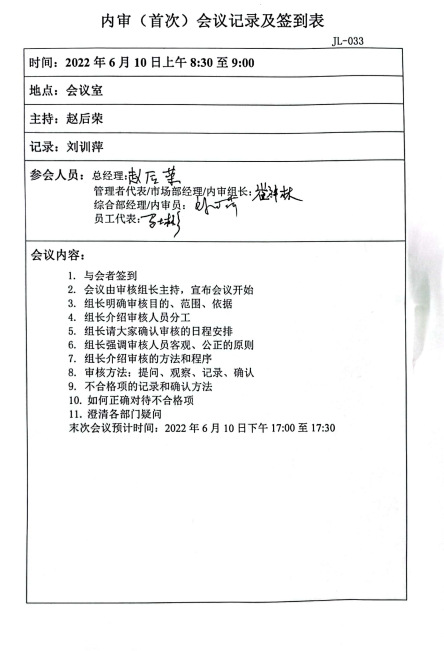 内审（首次）会议记录及签到表
JL-033
时间：2022 年 6 月 10 日上午 8:30 至 9:00
地点：会议室
主持：赵后荣
记录：刘训萍
参会人员：总经理:赵后荣
管理者代表/市场部经理/内审组长:
综合部经理/内审员:
员工代表:
会议内容：
1. 与会者签到
2. 会议由审核组长主持，宣布会议开始
3. 组长明确审核目的、范围、依据
4. 组长介绍审核人员分工
5. 组长请大家确认审核的日程安排
6. 组长强调审核人员客观、公正的原则
7. 组长介绍审核的方法和程序
8. 审核方法：提问、观察、记录、确认
9. 不合格项的记录和确认方法
10. 如何正确对待不合格项
11. 澄清各部门疑问
末次会议预计时间：2022 年 6 月 10 日下午 17:00 至 17:30